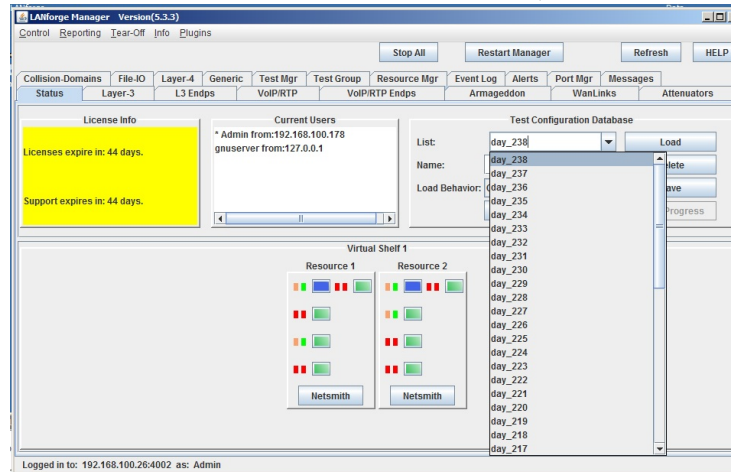 LANforge Manager Version(5.3.3)
Control Reporting Tear-Off Info Plugins
Stop All Restart Manager Refresh HELP
Collision-Domains File-IO Layer-4 Generic Test Mgr Test Group Resource Mgr Event Log Alerts Port Mgr Messages
Status Layer-3 L3 Endps VoIP/RTP VoIP/RTP Endps Armageddon WanLinks Attenuators
License Info
Licenses expire in: 44 days.
Support expires in: 44 days.
Current Users
* Admin from:192.168.100.178
gnuserver from:127.0.0.1
Test Configuration Database
List: day_238 Load
Name:
Load Behavior:
Progress
day_238
day_237
day_236
day_235
day_234
day_233
day_232
day_231
day_230
day_229
day_228
day_227
day_226
day_225
day_224
day_223
day_222
day_221
day_220
day_219
day_218
day_217
Virtual Shelf 1
Resource 1 Resource 2
Netsmith Netsmith
Logged in to: 192.168.100.26:4002 as: Admin